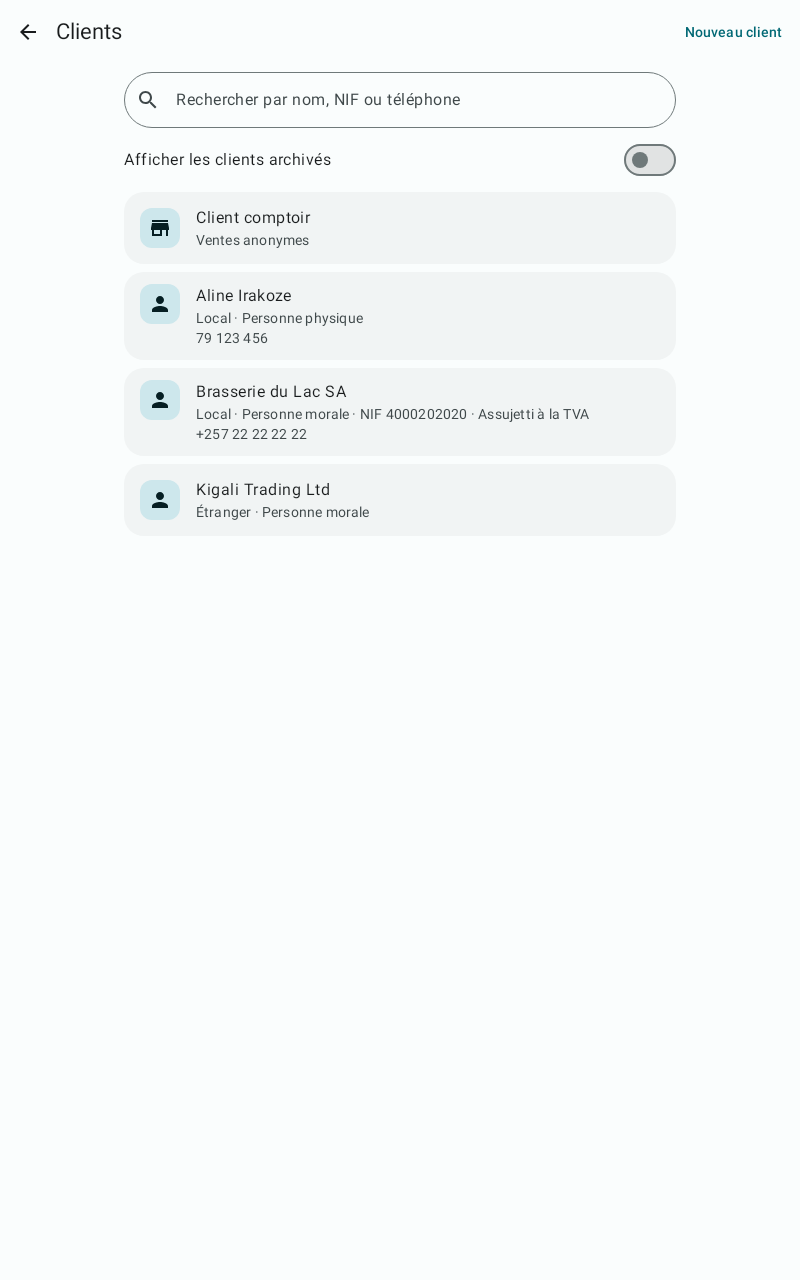 Clients
Nouveau client
Rechercher par nom, NIF ou téléphone
Afficher les clients archivés
Client comptoir
Ventes anonymes
Aline Irakoze
Local · Personne physique
79 123 456
Brasserie du Lac SA
Local · Personne morale · NIF 4000202020 · Assujetti à la TVA
+257 22 22 22 22
Kigali Trading Ltd
Étranger · Personne morale